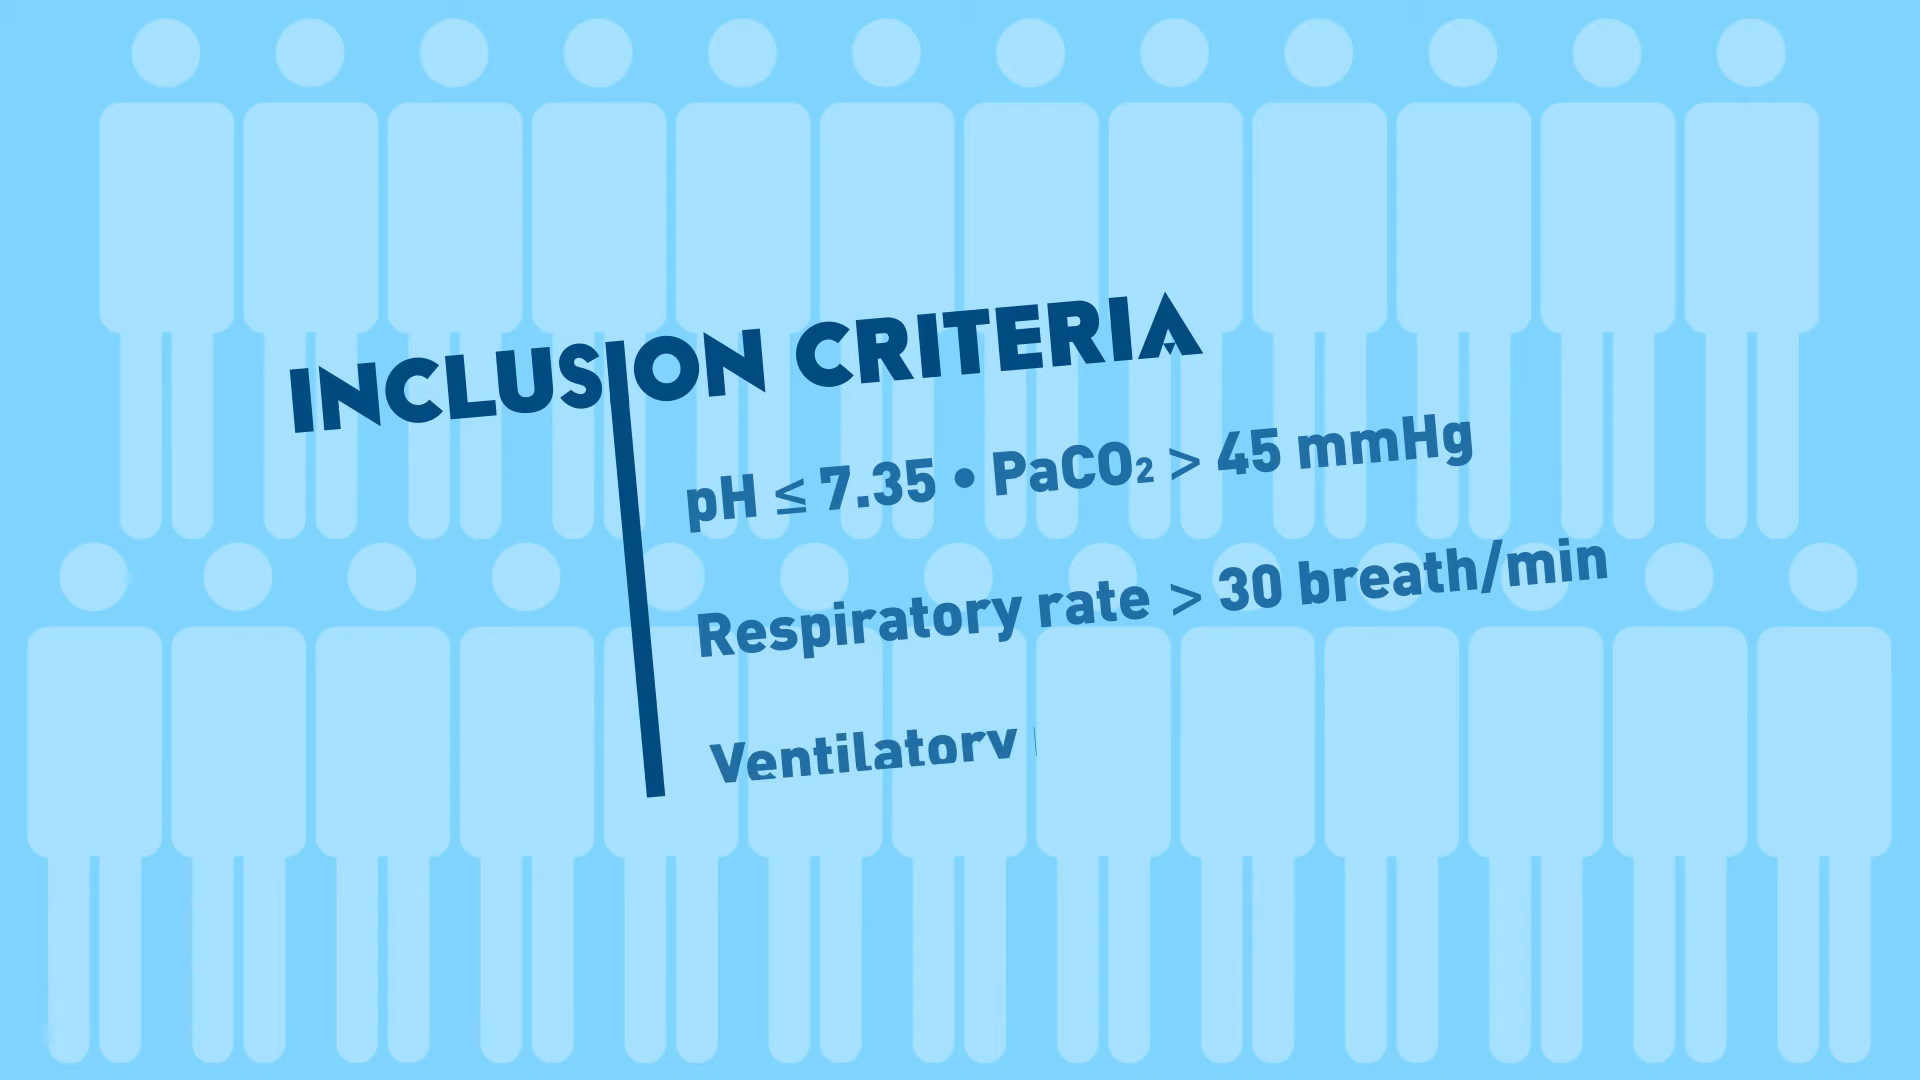 INCLUSION CRITERIA
pH ≤ 7.35 • PaCO₂ > 45 mmHg
Respiratory rate > 30 breath/min
Ventilatory